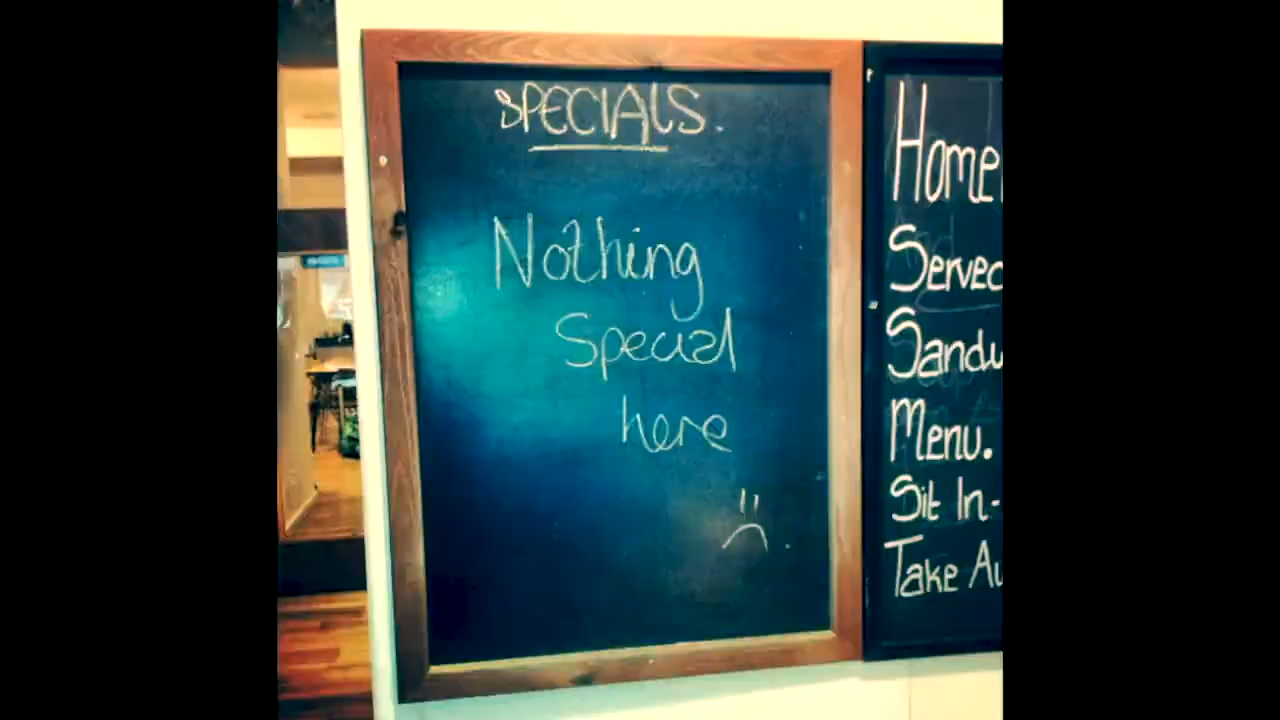 SPECIALS.
Nothing
Special
here
:(
Home
Served
Sandw
Menu.
Sit In-
Take Aw